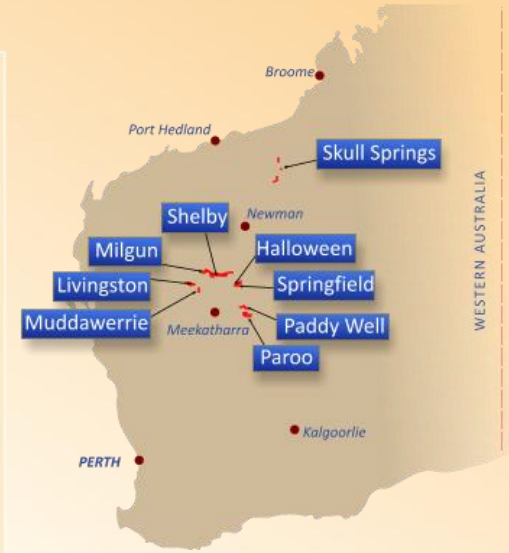 Broome
Port Hedland
Skull Springs
WESTERN AUSTRALIA
Shelby
Newman
Milgun
Halloween
Livingston
Springfield
Muddawerrie
Meekatharra
Paddy Well
Paroo
Kalgoorlie
PERTH